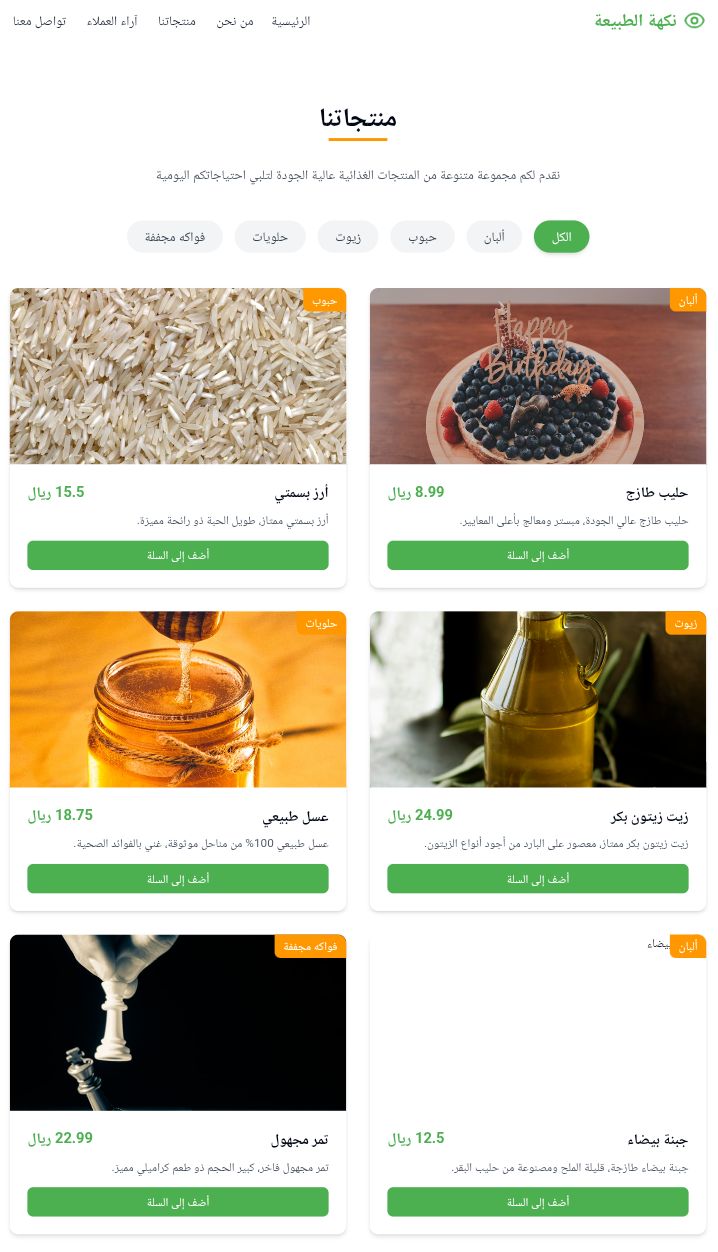 نكهة الطبيعة
الرئيسية من نحن منتجاتنا آراء العملاء تواصل معنا
منتجاتنا
نقدم لكم مجموعة متنوعة من المنتجات الغذائية عالية الجودة لتلبي احتياجاتكم اليومية
الكل ألبان حبوب زيوت حلويات فواكه مجففة
ألبان
Happy
Birthday
حليب طازج 8.99 ريال
حليب طازج عالي الجودة، مبستر ومعالج بأعلى المعايير.
أضف إلى السلة
حبوب
أرز بسمتي 15.5 ريال
أرز بسمتي ممتاز، طويل الحبة ذو رائحة مميزة.
أضف إلى السلة
زيوت
زيت زيتون بكر 24.99 ريال
زيت زيتون بكر ممتاز، معصور على البارد من أجود أنواع الزيتون.
أضف إلى السلة
حلويات
عسل طبيعي 18.75 ريال
عسل طبيعي 100% من مناحل موثوقة، غني بالفوائد الصحية.
أضف إلى السلة
ألبان
بيضاء
جبنة بيضاء 12.5 ريال
جبنة بيضاء طازجة، قليلة الملح ومصنوعة من حليب البقر.
أضف إلى السلة
فواكه مجففة
تمر مجهول 22.99 ريال
تمر مجهول فاخر، كبير الحجم ذو طعم كراميلي مميز.
أضف إلى السلة